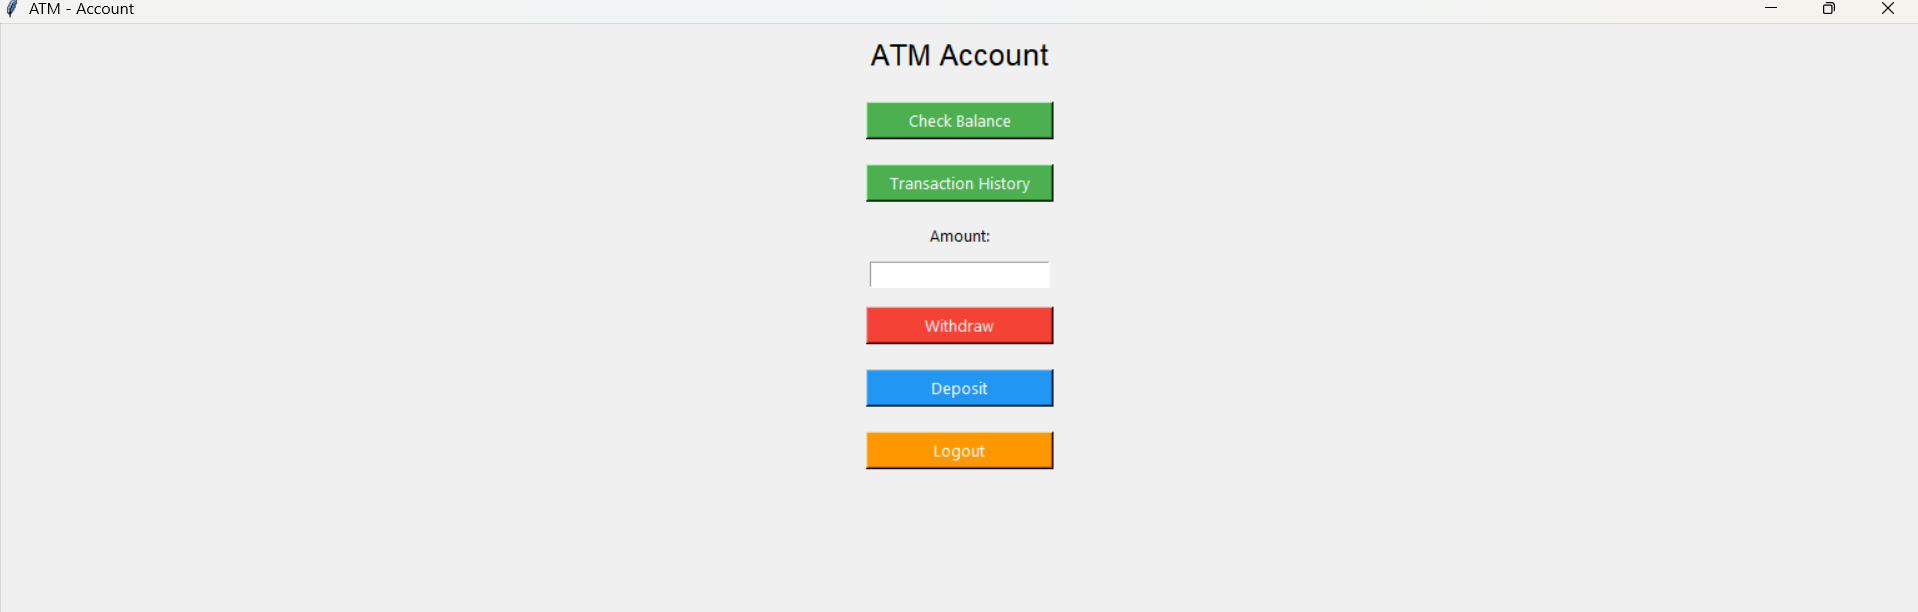 ATM - Account
ATM Account
Check Balance
Transaction History
Amount:
Withdraw
Deposit
Logout